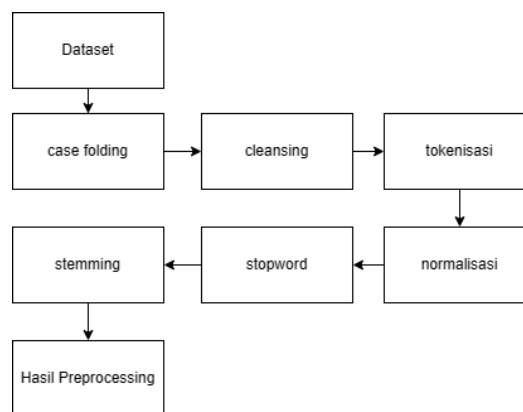 Dataset
case folding
cleansing
tokenisasi
normalisasi
stopword
stemming
Hasil Preprocessing